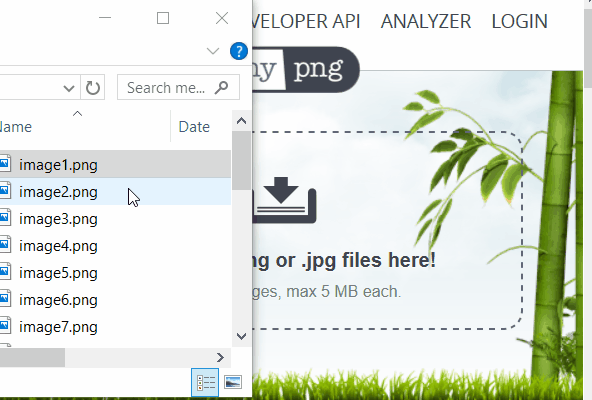 VELOPER API ANALYZER LOGIN
ny png
Search me...
Name Date
image1.png
image2.png
image3.png
image4.png
image5.png
image6.png
image7.png
ng or .jpg files here!
ges, max 5 MB each.